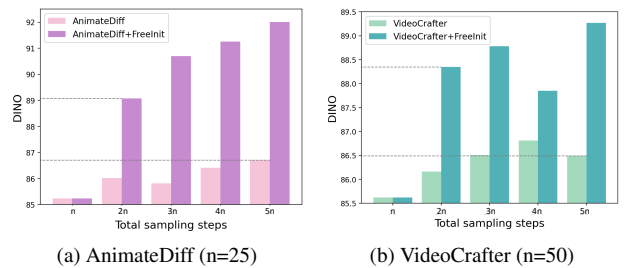 AnimateDiff
AnimateDiff+FreeInit
92
91
90
89
88
87
86
85
DINO
n
2n
3n
4n
5n
Total sampling steps
(a) AnimateDiff (n=25)
VideoCrafter
VideoCrafter+FreeInit
89.5
89.0
88.5
88.0
87.5
87.0
86.5
86.0
85.5
DINO
n
2n
3n
4n
5n
Total sampling steps
(b) VideoCrafter (n=50)